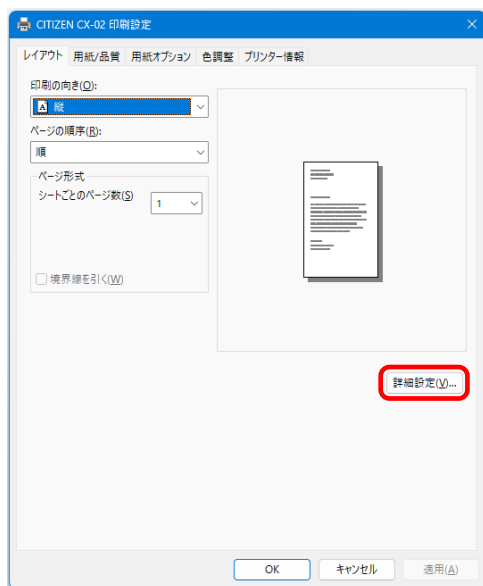 CITIZEN CX-02 印刷設定
レイアウト 用紙/品質 用紙オプション 色調整 プリンター情報
印刷の向き(O):
A 縦
ページの順序(R):
順
ページ形式
シートごとのページ数(S) 1
境界線を引く(W)
詳細設定(V)...
OK キャンセル 適用(A)